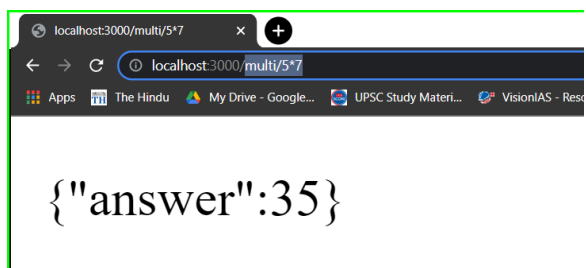 localhost:3000/multi/5*7
localhost:3000/multi/5*7
Apps TH The Hindu My Drive - Google... UPSC Study Materi... VisionIAS - Reso
{"answer":35}